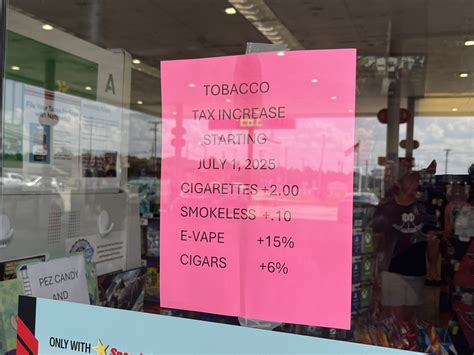 TOBACCO
TAX INCREASE
STARTING
JULY 1, 2025
CIGARETTES +2.00
SMOKELESS +.10
E-VAPE +15%
CIGARS +6%
PEZ CANDY
AND
ONLY WITH